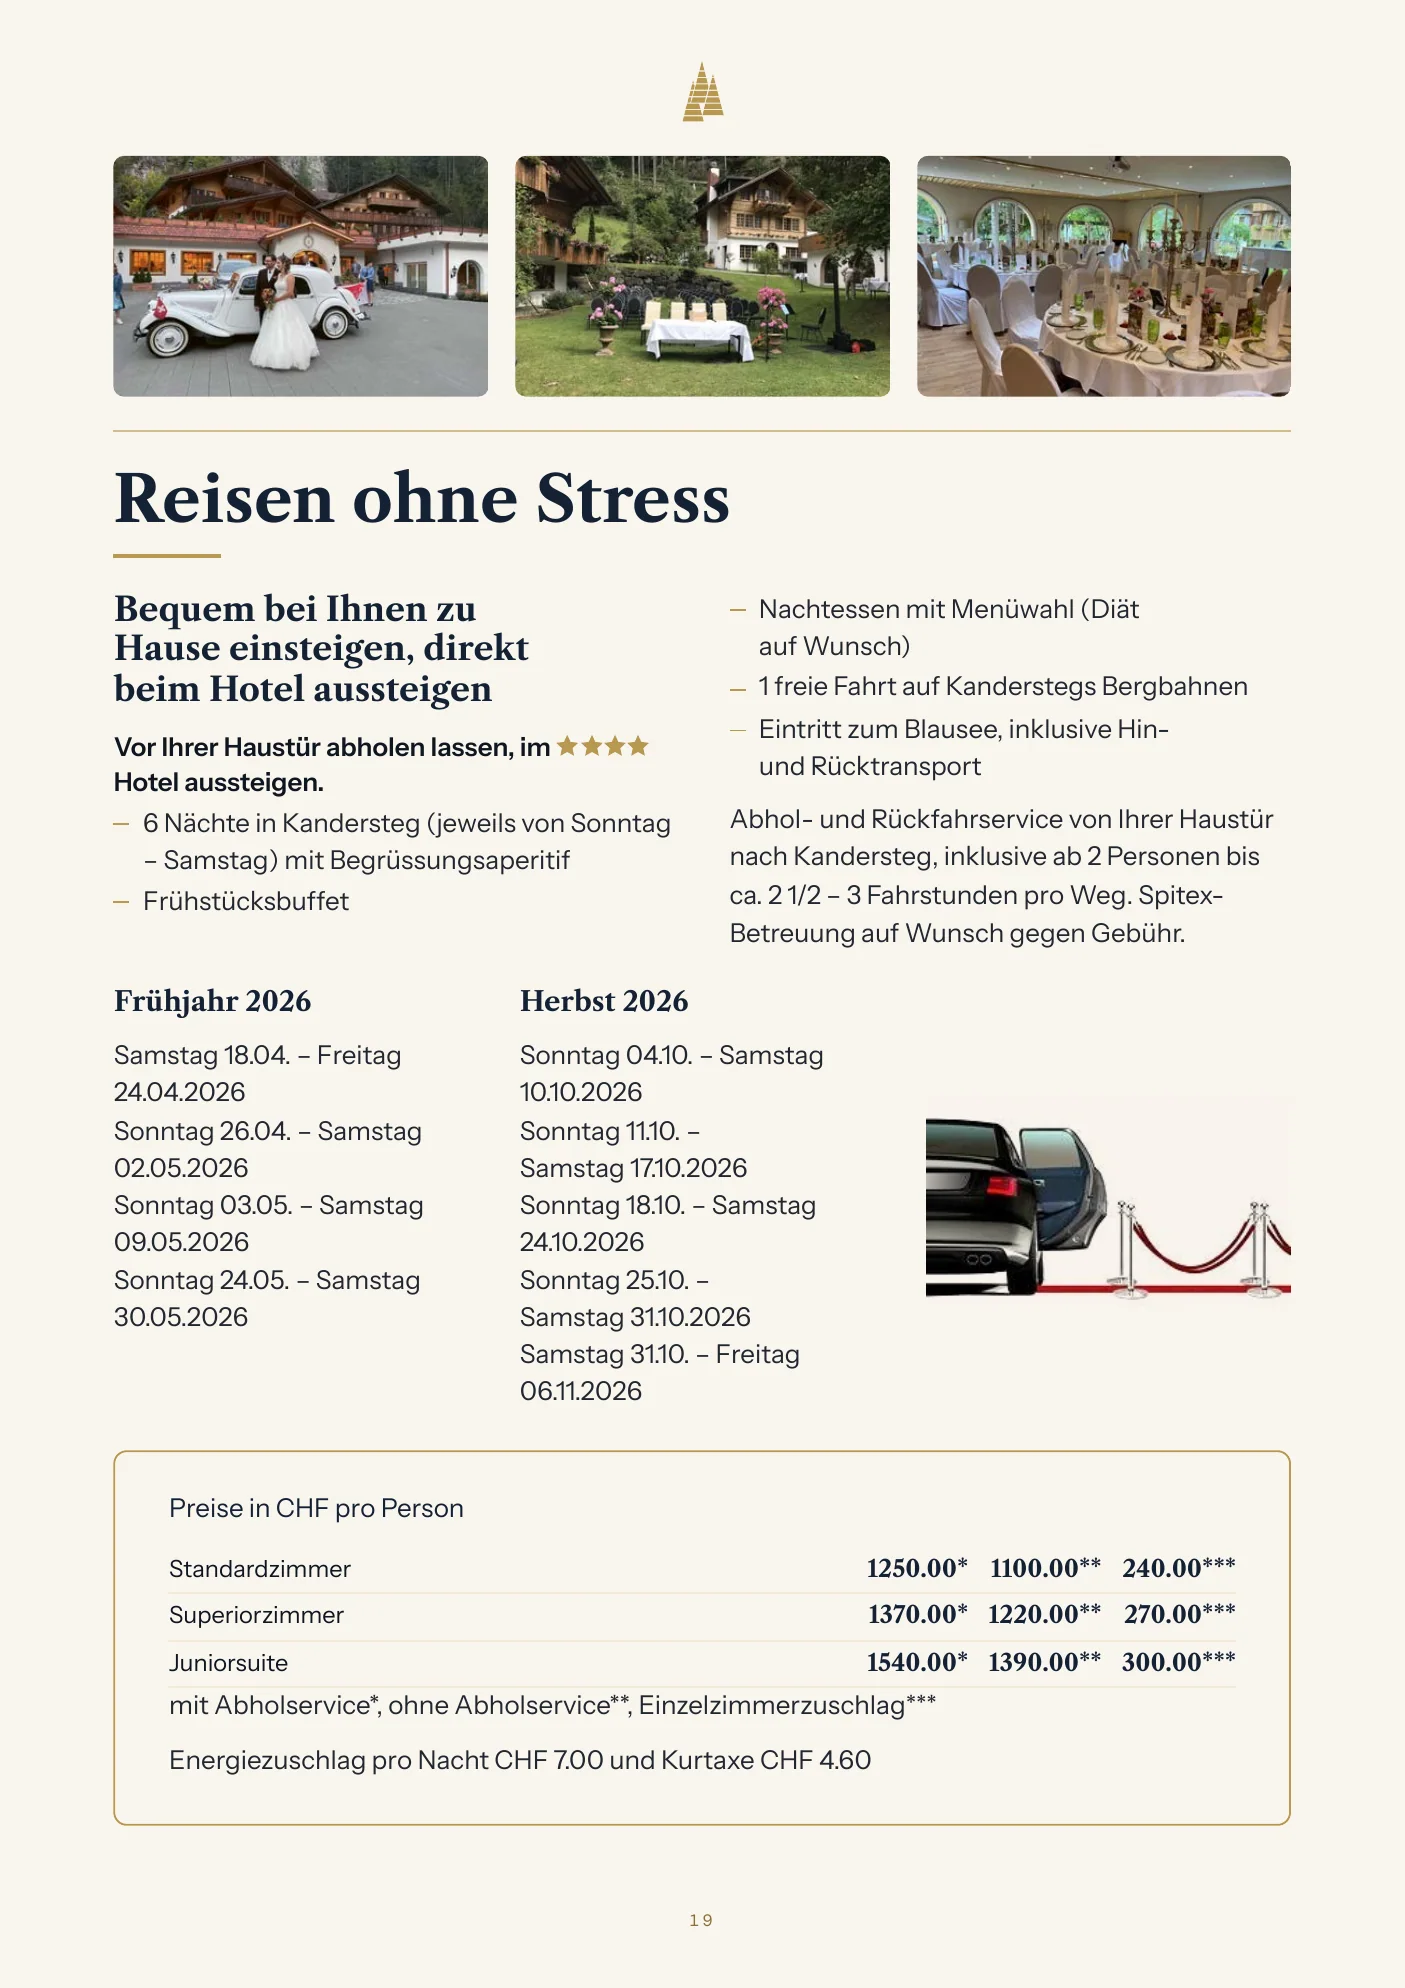 Reisen ohne Stress
Bequem bei Ihnen zu
Hause einsteigen, direkt
beim Hotel aussteigen
Vor Ihrer Haustür abholen lassen, im ★★★★
Hotel aussteigen.
– 6 Nächte in Kandersteg (jeweils von Sonntag
– Samstag) mit Begrüssungsaperitif
– Frühstücksbuffet
– Nachtessen mit Menüwahl (Diät
auf Wunsch)
– 1 freie Fahrt auf Kanderstegs Bergbahnen
– Eintritt zum Blausee, inklusive Hin-
und Rücktransport
Abhol- und Rückfahrservice von Ihrer Haustür
nach Kandersteg, inklusive ab 2 Personen bis
ca. 2 1/2 – 3 Fahrstunden pro Weg. Spitex-
Betreuung auf Wunsch gegen Gebühr.
Frühjahr 2026
Samstag 18.04. – Freitag
24.04.2026
Sonntag 26.04. – Samstag
02.05.2026
Sonntag 03.05. – Samstag
09.05.2026
Sonntag 24.05. – Samstag
30.05.2026
Herbst 2026
Sonntag 04.10. – Samstag
10.10.2026
Sonntag 11.10. –
Samstag 17.10.2026
Sonntag 18.10. – Samstag
24.10.2026
Sonntag 25.10. –
Samstag 31.10.2026
Samstag 31.10. – Freitag
06.11.2026
Preise in CHF pro Person
Standardzimmer 1250.00* 1100.00** 240.00***
Superiorzimmer 1370.00* 1220.00** 270.00***
Juniorsuite 1540.00* 1390.00** 300.00***
mit Abholservice*, ohne Abholservice**, Einzelzimmerzuschlag***
Energiezuschlag pro Nacht CHF 7.00 und Kurtaxe CHF 4.60
19